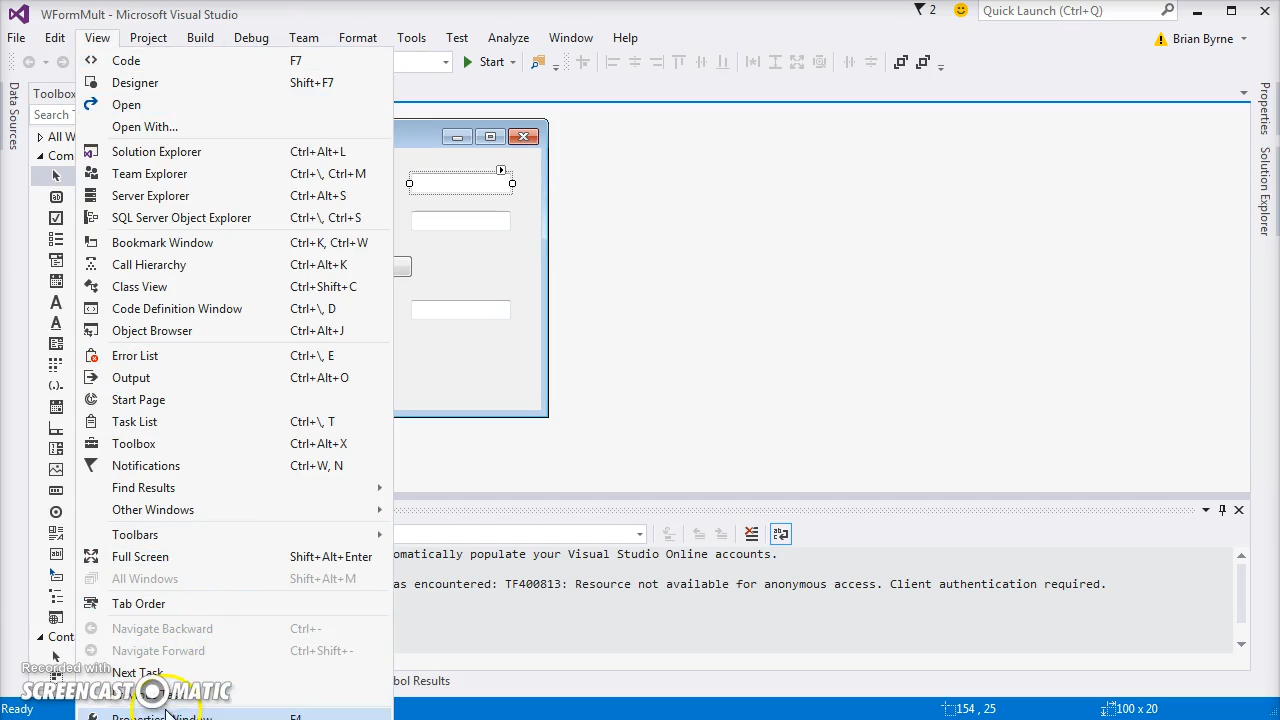 WFormMult - Microsoft Visual Studio
2
Quick Launch (Ctrl+Q)
File Edit View Project Build Debug Team Format Tools Test Analyze Window Help
Brian Byrne
Start
Data Sources
Toolbox
Search T
All W
Com
Cont
Code F7
Designer Shift+F7
Open
Open With...
Solution Explorer Ctrl+Alt+L
Team Explorer Ctrl+\, Ctrl+M
Server Explorer Ctrl+Alt+S
SQL Server Object Explorer Ctrl+\, Ctrl+S
Bookmark Window Ctrl+K, Ctrl+W
Call Hierarchy Ctrl+Alt+K
Class View Ctrl+Shift+C
Code Definition Window Ctrl+\, D
Object Browser Ctrl+Alt+J
Error List Ctrl+\, E
Output Ctrl+Alt+O
Start Page
Task List Ctrl+\, T
Toolbox Ctrl+Alt+X
Notifications Ctrl+W, N
Find Results
Other Windows
Toolbars
Full Screen Shift+Alt+Enter
All Windows Shift+Alt+M
Tab Order
Navigate Backward Ctrl+-
Navigate Forward Ctrl+Shift+-
Next Task
Properties Window F4
Properties
Solution Explorer
omatically populate your Visual Studio Online accounts.
as encountered: TF400813: Resource not available for anonymous access. Client authentication required.
bol Results
Recorded with
SCREENCAST-O-MATIC
Ready
154 , 25
100 x 20